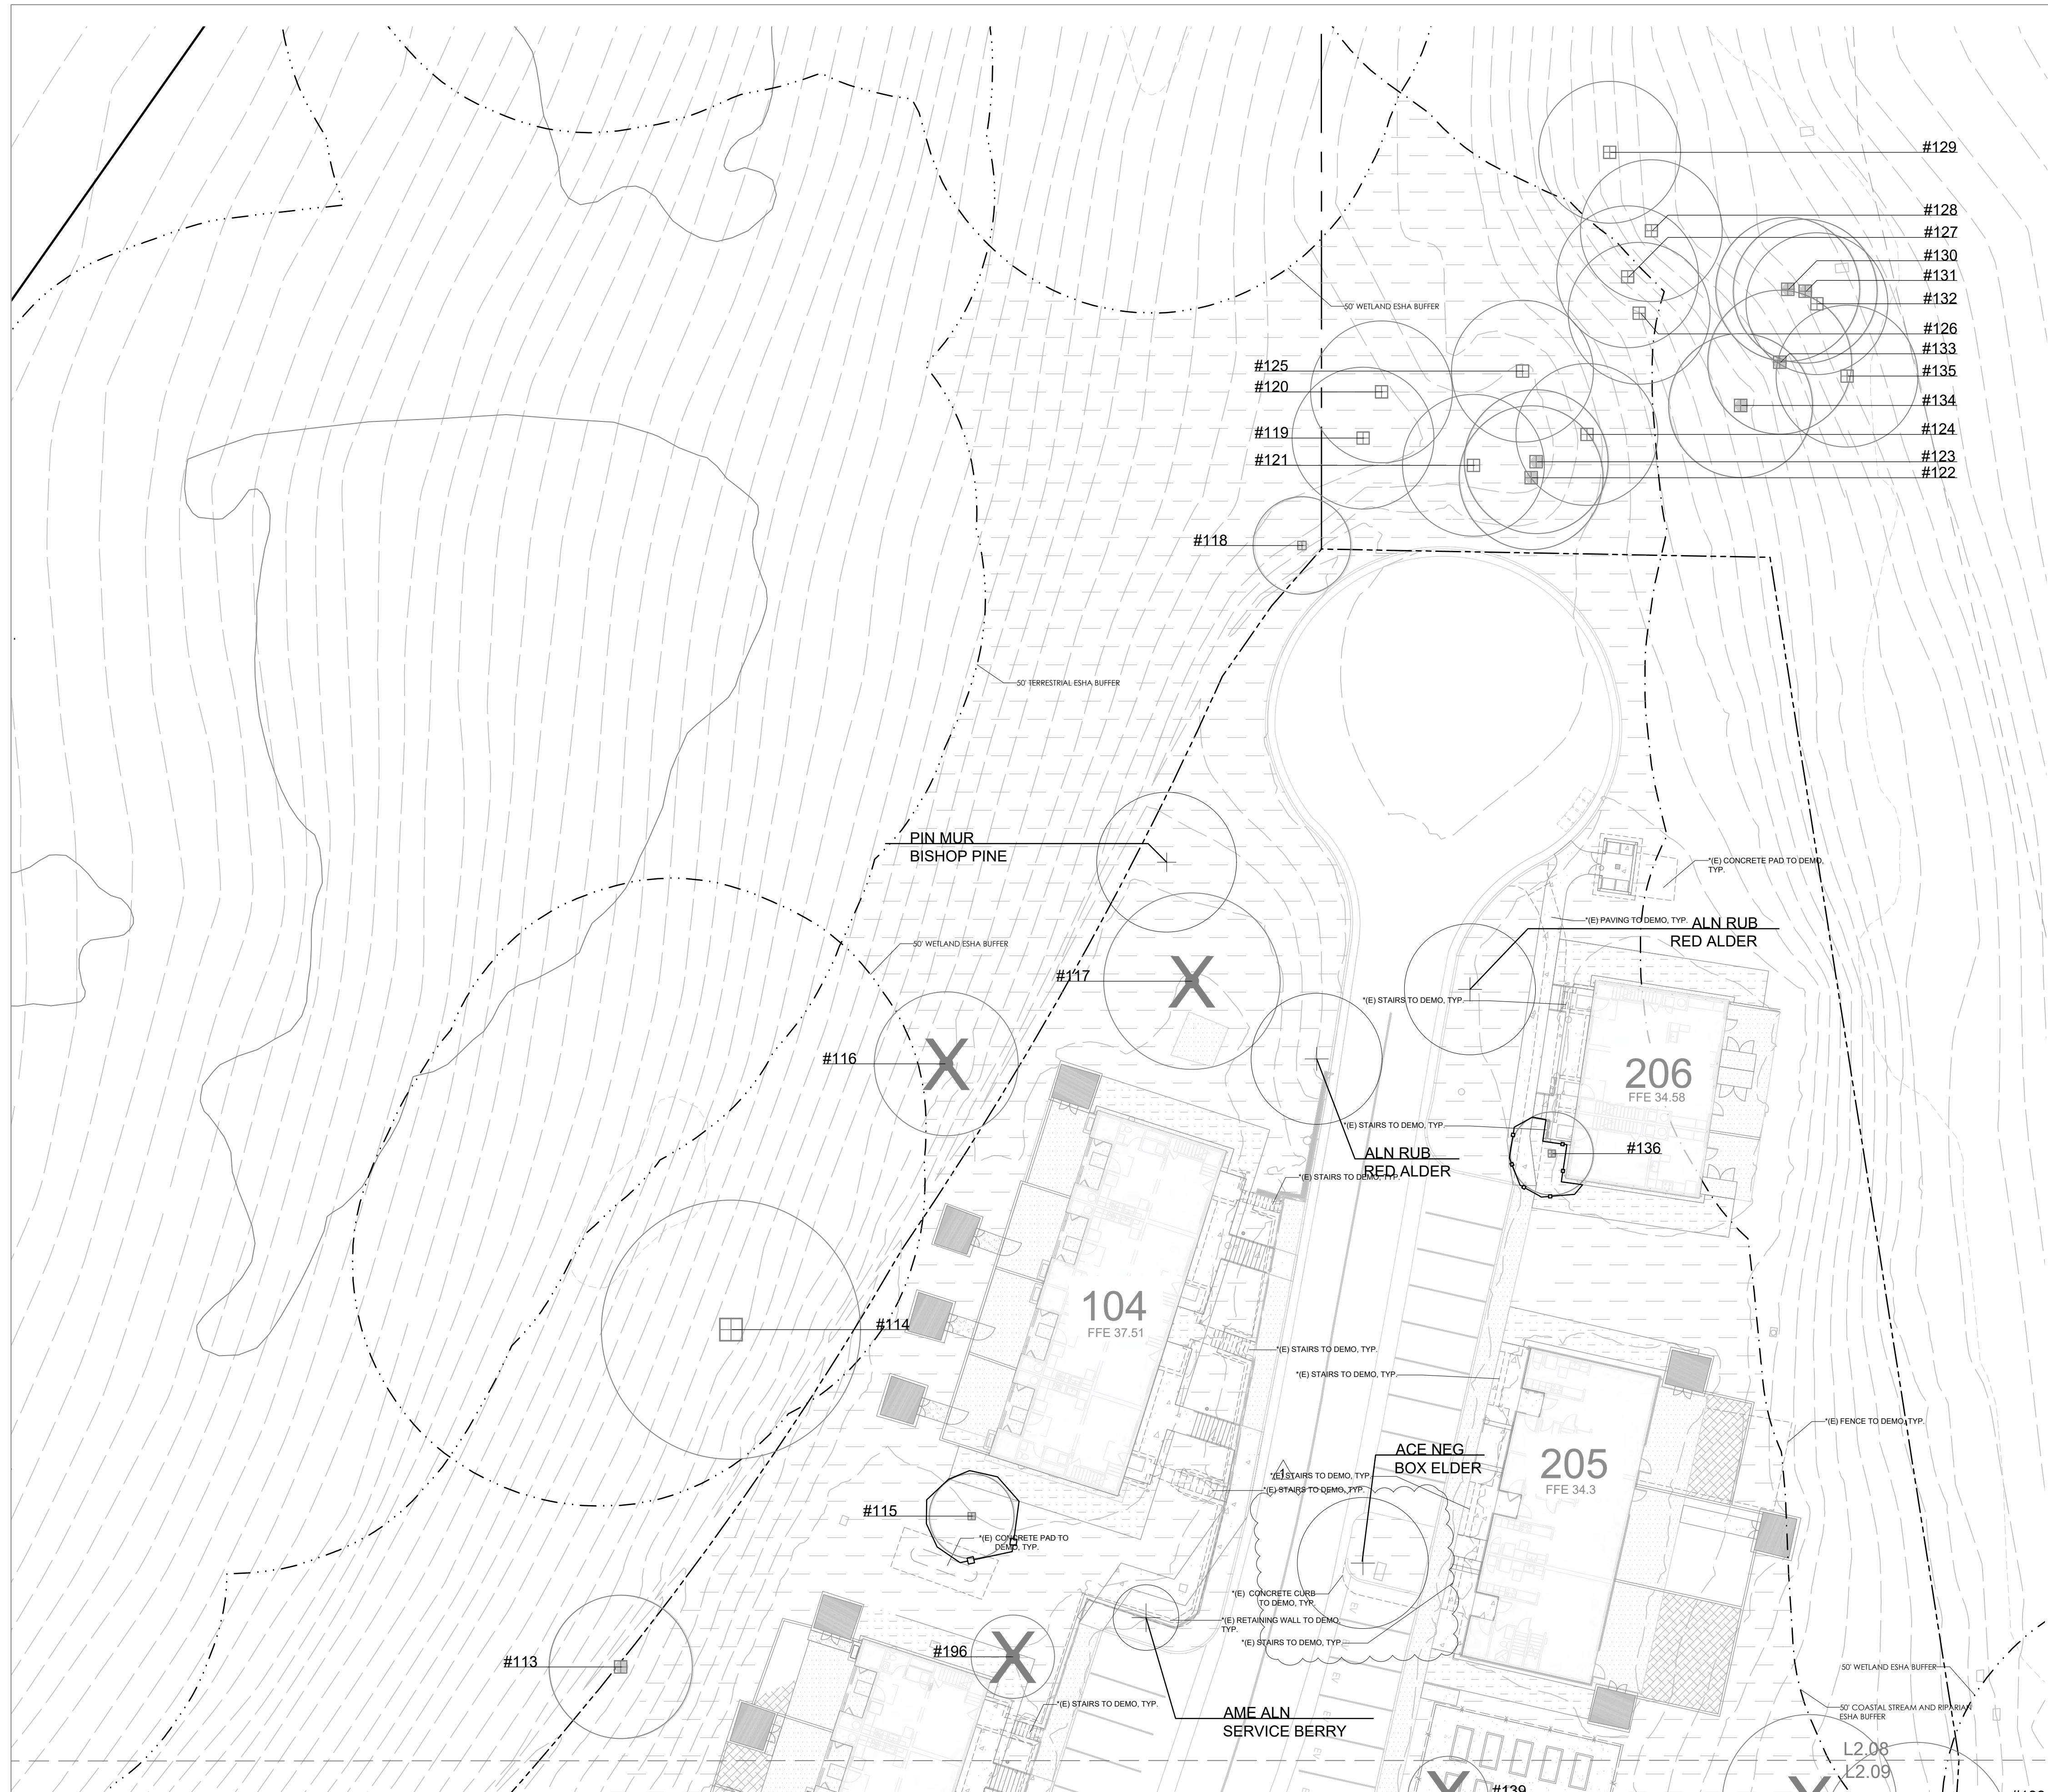 #129
#128
#127
#130
#131
50' WETLAND ESHA BUFFER
#132
#126
#133
#125
#135
#120
#134
#119
#124
#121
#123
#122
#118
50' TERRESTRIAL ESHA BUFFER
PIN MUR
BISHOP PINE
*(E) CONCRETE PAD TO DEMO,
TYP.
*(E) PAVING TO DEMO, TYP.
ALN RUB
RED ALDER
50' WETLAND ESHA BUFFER
#117
*(E) STAIRS TO DEMO, TYP.
#116
206
FFE 34.58
*(E) STAIRS TO DEMO, TYP.
#136
ALN RUB
RED ALDER
*(E) STAIRS TO DEMO, TYP.
104
FFE 37.51
#114
*(E) STAIRS TO DEMO, TYP.
*(E) STAIRS TO DEMO, TYP.
*(E) FENCE TO DEMO, TYP.
ACE NEG
BOX ELDER
205
FFE 34.3
1
*(E) STAIRS TO DEMO, TYP.
*(E) STAIRS TO DEMO, TYP.
#115
*(E) CONCRETE PAD TO
DEMO, TYP.
*(E) CONCRETE CURB
TO DEMO, TYP.
*(E) RETAINING WALL TO DEMO,
TYP.
*(E) STAIRS TO DEMO, TYP.
#196
#113
50' WETLAND ESHA BUFFER
*(E) STAIRS TO DEMO, TYP.
50' COASTAL STREAM AND RIPARIAN
ESHA BUFFER
AME ALN
SERVICE BERRY
EV
EV
EV
EV
L2.08
L2.09
#139